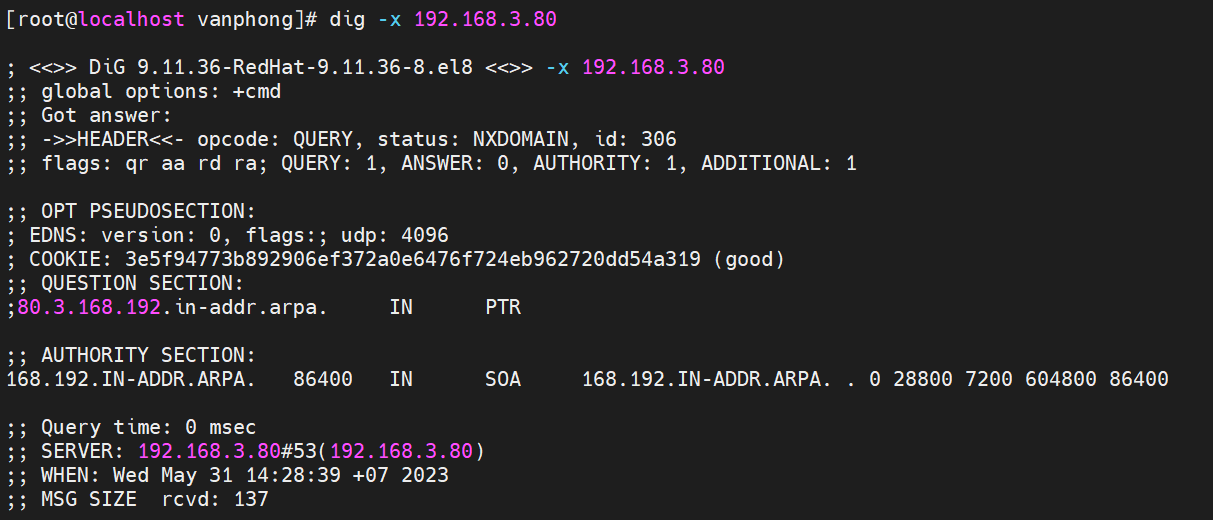 [root@localhost vanphong]# dig -x 192.168.3.80
; <<>> DiG 9.11.36-RedHat-9.11.36-8.el8 <<>> -x 192.168.3.80
;; global options: +cmd
;; Got answer:
;; ->>HEADER<<- opcode: QUERY, status: NXDOMAIN, id: 306
;; flags: qr aa rd ra; QUERY: 1, ANSWER: 0, AUTHORITY: 1, ADDITIONAL: 1
;; OPT PSEUDOSECTION:
; EDNS: version: 0, flags:; udp: 4096
; COOKIE: 3e5f94773b892906ef372a0e6476f724eb962720dd54a319 (good)
;; QUESTION SECTION:
;80.3.168.192.in-addr.arpa. IN PTR
;; AUTHORITY SECTION:
168.192.IN-ADDR.ARPA. 86400 IN SOA 168.192.IN-ADDR.ARPA. . 0 28800 7200 604800 86400
;; Query time: 0 msec
;; SERVER: 192.168.3.80#53(192.168.3.80)
;; WHEN: Wed May 31 14:28:39 +07 2023
;; MSG SIZE rcvd: 137